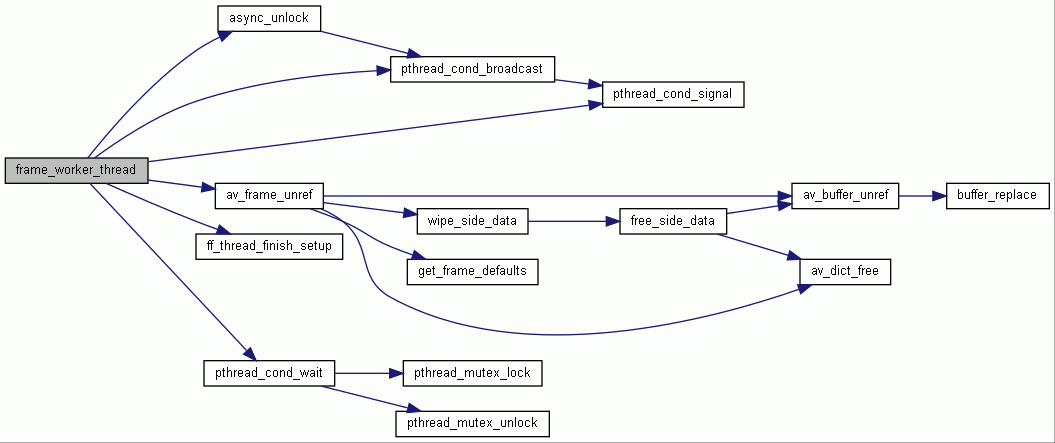 async_unlock
pthread_cond_broadcast
pthread_cond_signal
frame_worker_thread
av_frame_unref
av_buffer_unref
buffer_replace
wipe_side_data
free_side_data
ff_thread_finish_setup
get_frame_defaults
av_dict_free
pthread_cond_wait
pthread_mutex_lock
pthread_mutex_unlock